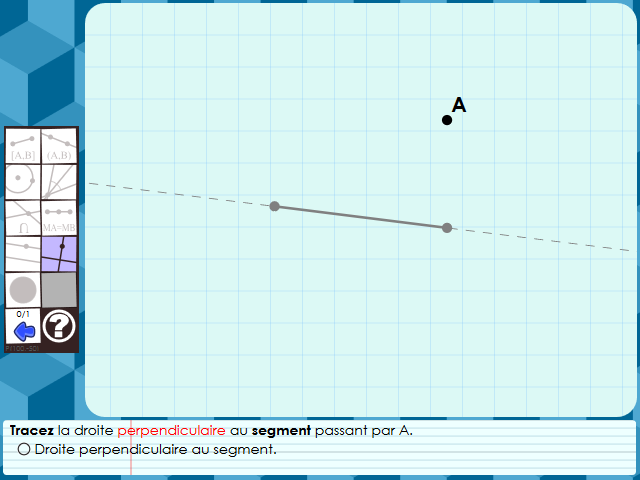 A
[A,B]
(A,B)
MA=MB
0/1
?
Tracez la droite perpendiculaire au segment passant par A.
Droite perpendiculaire au segment.